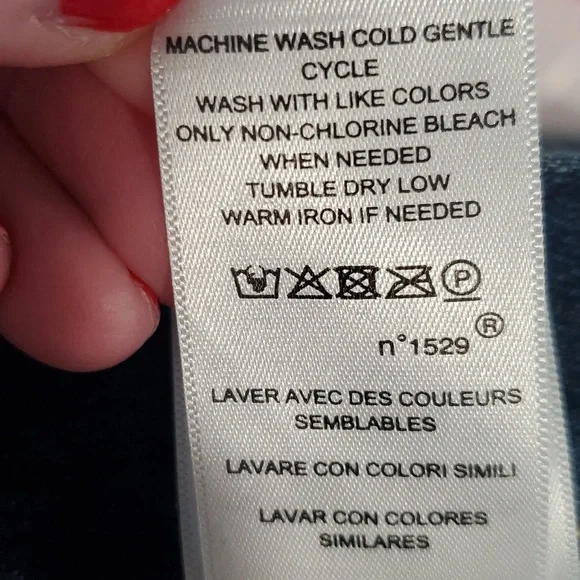 MACHINE WASH COLD GENTLE
CYCLE
WASH WITH LIKE COLORS
ONLY NON-CHLORINE BLEACH
WHEN NEEDED
TUMBLE DRY LOW
WARM IRON IF NEEDED
P
n°1529®
LAVER AVEC DES COULEURS
SEMBLABLES
LAVARE CON COLORI SIMILI
LAVAR CON COLORES
SIMILARES